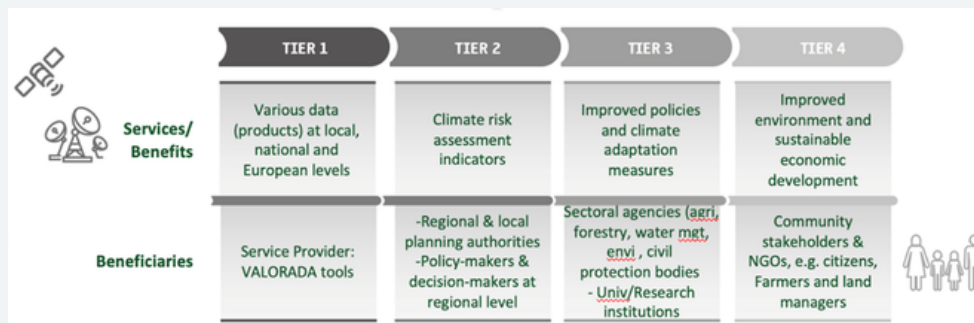 TIER 1
TIER 2
TIER 3
TIER 4
Services/
Benefits
Various data
(products) at local,
national and
European levels
Climate risk
assessment
indicators
Improved policies
and climate
adaptation
measures
Improved
environment and
sustainable
economic
development
Beneficiaries
Service Provider:
VALORADA tools
-Regional & local
planning authorities
-Policy-makers &
decision-makers at
regional level
Sectoral agencies (agri,
forestry, water mgt,
envi , civil
protection bodies
- Univ/Research
institutions
Community
stakeholders &
NGOs, e.g. citizens,
Farmers and land
managers